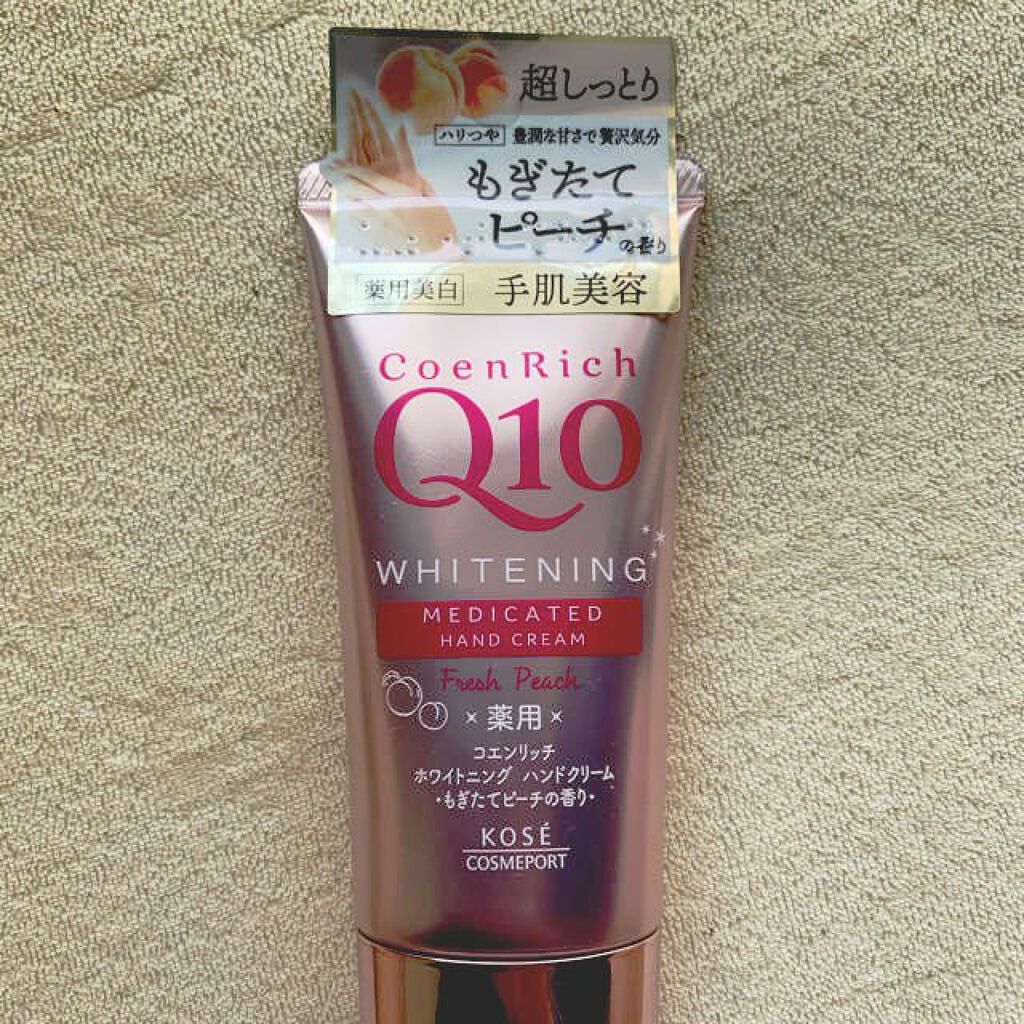 超しっとり
ハリつや 豊潤な甘さで贅沢気分
もぎたて
ピーチの香り
薬用美白 手肌美容
CoenRich
Q10
WHITENING
MEDICATED
HAND CREAM
Fresh Peach
薬用
コエンリッチ
ホワイトニング ハンドクリーム
・もぎたてピーチの香り・
KOSÉ
COSMEPORT